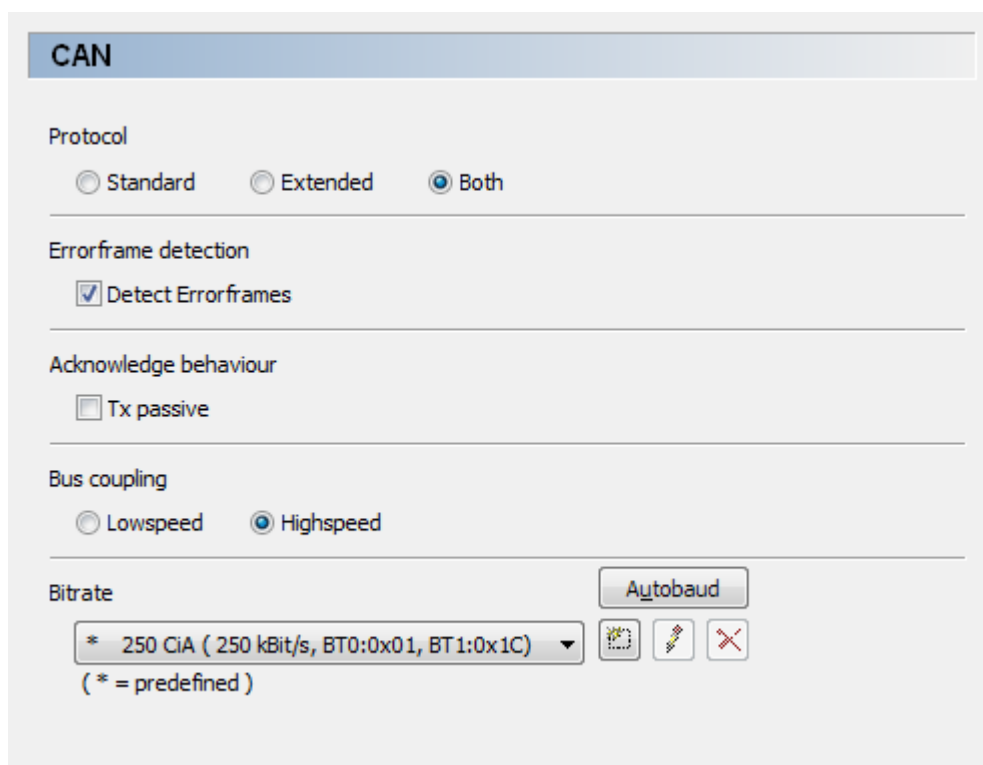 CAN
Protocol
Standard Extended Both
Errorframe detection
Detect Errorframes
Acknowledge behaviour
Tx passive
Bus coupling
Lowspeed Highspeed
Bitrate Autobaud
* 250 CiA ( 250 kBit/s, BT0:0x01, BT1:0x1C)
( * = predefined )